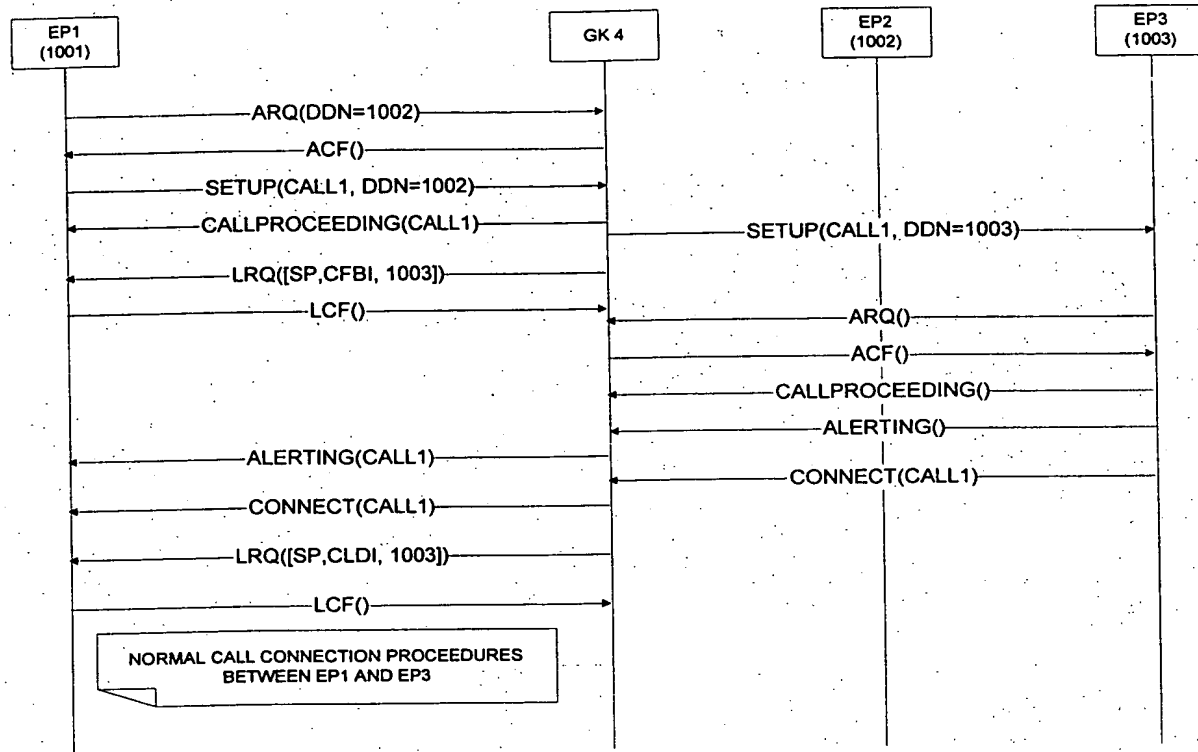 EP1
(1001)
GK 4
EP2
(1002)
EP3
(1003)
ARQ(DDN=1002)
ACF()
SETUP(CALL1, DDN=1002)
CALLPROCEEDING(CALL1)
SETUP(CALL1, DDN=1003)
LRQ([SP,CFBI, 1003])
LCF()
ARQ()
ACF()
CALLPROCEEDING()
ALERTING()
ALERTING(CALL1)
CONNECT(CALL1)
CONNECT(CALL1)
LRQ([SP,CLDI, 1003])
LCF()
NORMAL CALL CONNECTION PROCEEDURES
BETWEEN EP1 AND EP3